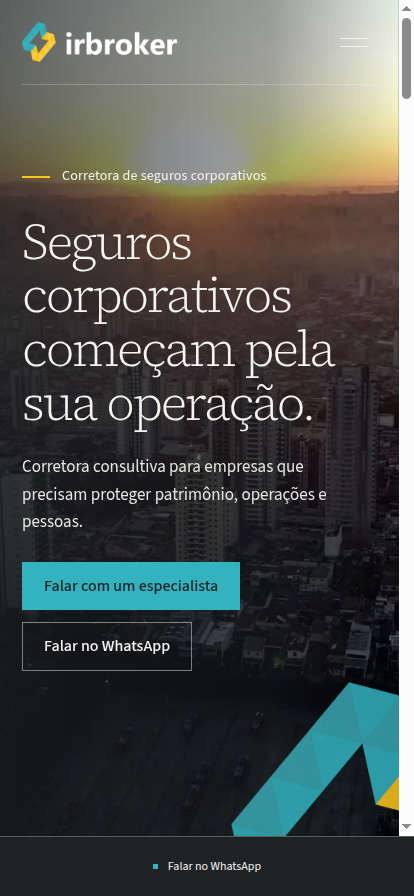 irbroker
Corretora de seguros corporativos
Seguros
corporativos
começam pela
sua operação.
Corretora consultiva para empresas que
precisam proteger patrimônio, operações e
pessoas.
Falar com um especialista
Falar no WhatsApp
Falar no WhatsApp